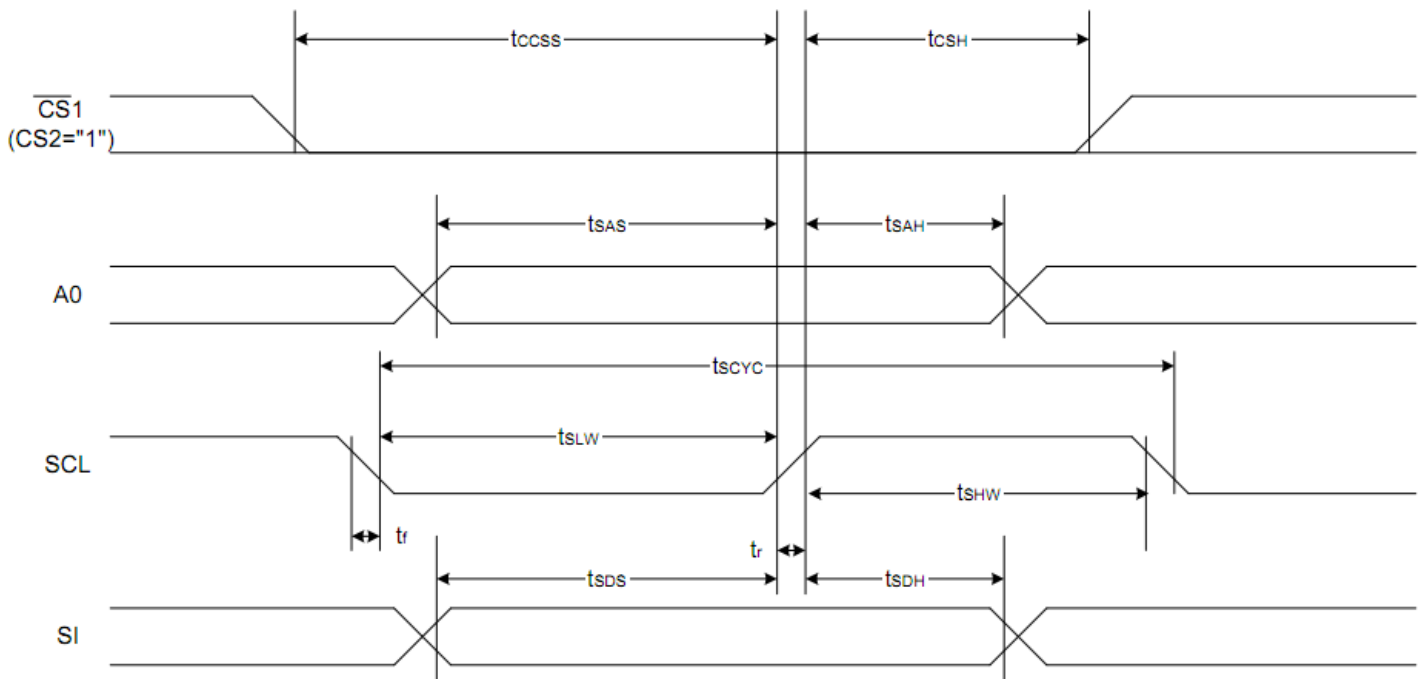 tCCSS
tCSH
CS1
(CS2="1")
tSAS
tSAH
A0
tSCYC
tSLW
SCL
tSHW
tf
tr
tSDS
tSDH
SI